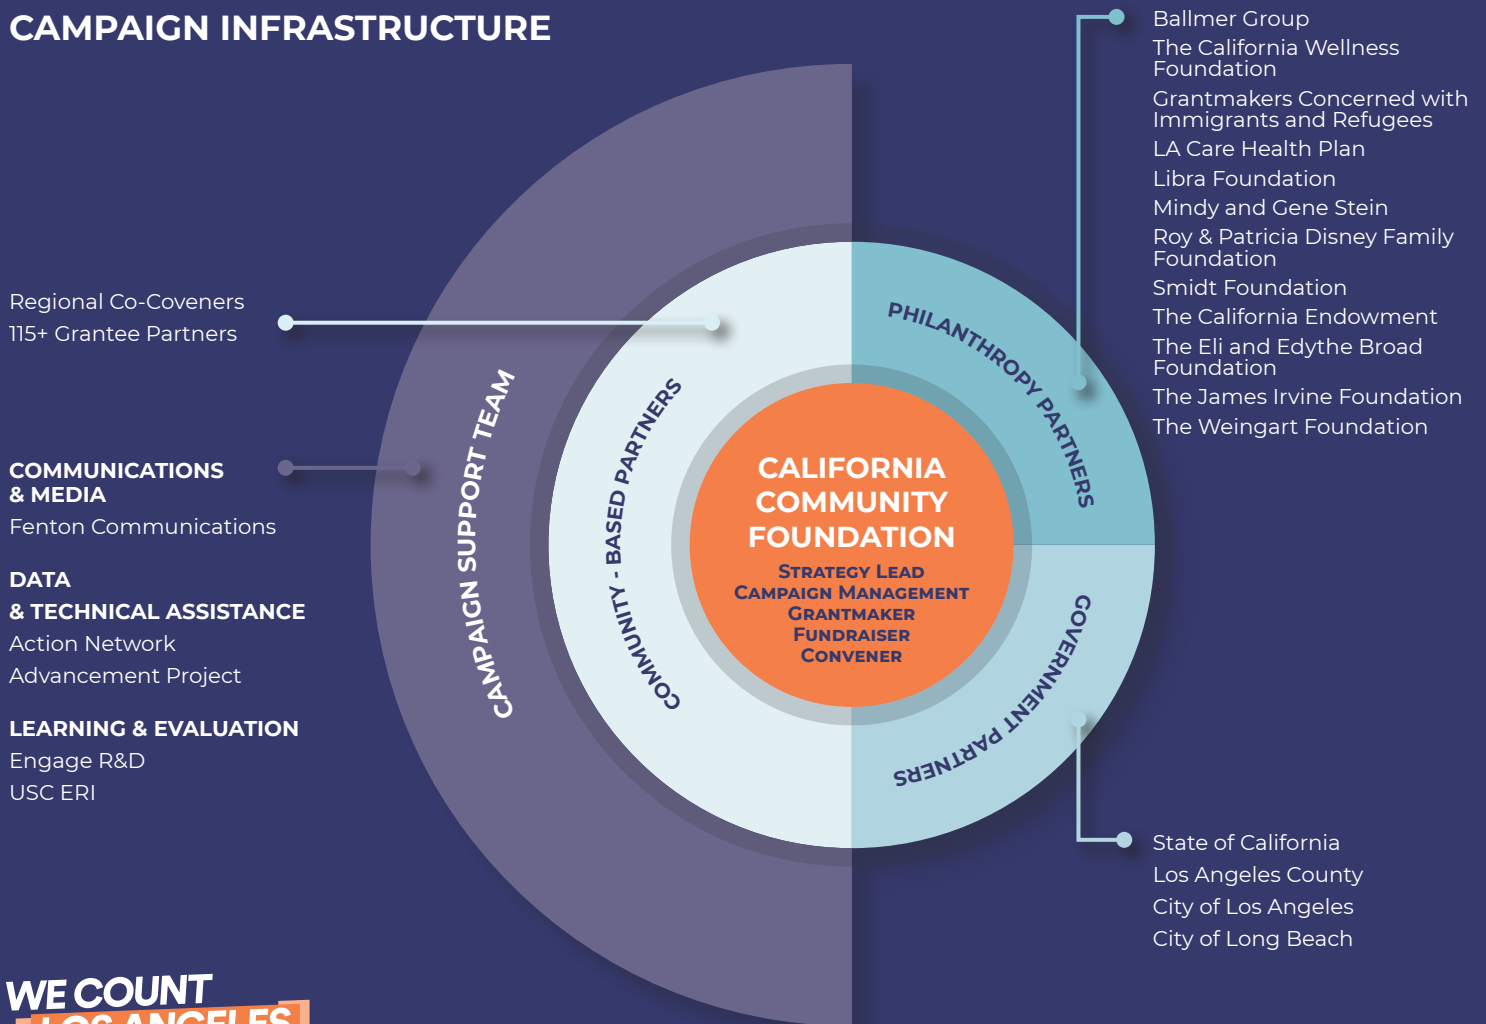 CAMPAIGN INFRASTRUCTURE
Regional Co-Coveners
115+ Grantee Partners
COMMUNICATIONS
& MEDIA
Fenton Communications
DATA
& TECHNICAL ASSISTANCE
Action Network
Advancement Project
LEARNING & EVALUATION
Engage R&D
USC ERI
CAMPAIGN SUPPORT TEAM
COMMUNITY - BASED PARTNERS
CALIFORNIA
COMMUNITY
FOUNDATION
STRATEGY LEAD
CAMPAIGN MANAGEMENT
GRANTMAKER
FUNDRAISER
CONVENER
PHILANTHROPY PARTNERS
GOVERNMENT PARTNERS
Ballmer Group
The California Wellness
Foundation
Grantmakers Concerned with
Immigrants and Refugees
LA Care Health Plan
Libra Foundation
Mindy and Gene Stein
Roy & Patricia Disney Family
Foundation
Smidt Foundation
The California Endowment
The Eli and Edythe Broad
Foundation
The James Irvine Foundation
The Weingart Foundation
State of California
Los Angeles County
City of Los Angeles
City of Long Beach
WE COUNT
LOS ANGELES